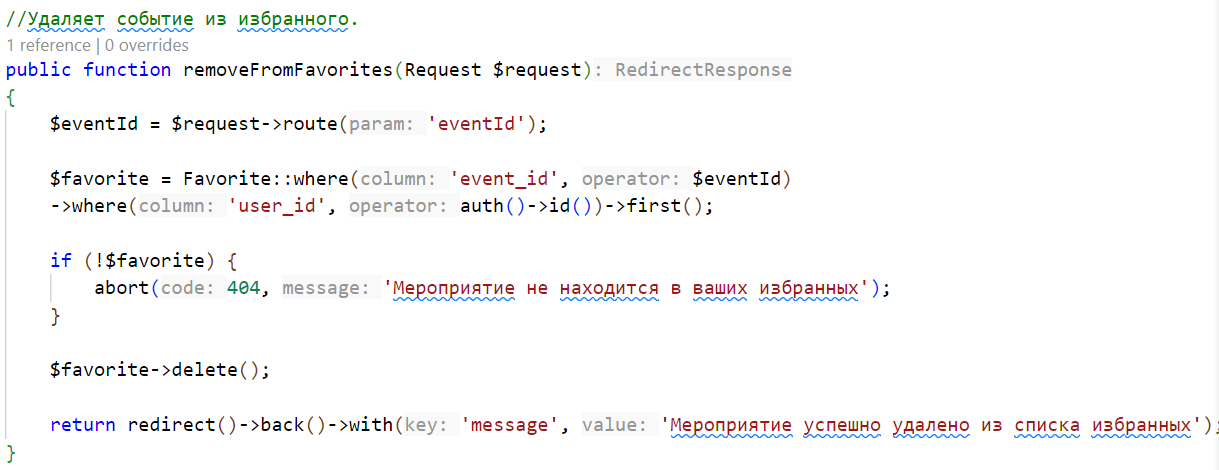 //Удаляет событие из избранного.
1 reference | 0 overrides
public function removeFromFavorites(Request $request): RedirectResponse
{
$eventId = $request->route(param: 'eventId');
$favorite = Favorite::where(column: 'event_id', operator: $eventId)
->where(column: 'user_id', operator: auth()->id())->first();
if (!$favorite) {
abort(code: 404, message: 'Мероприятие не находится в ваших избранных');
}
$favorite->delete();
return redirect()->back()->with(key: 'message', value: 'Мероприятие успешно удалено из списка избранных');
}